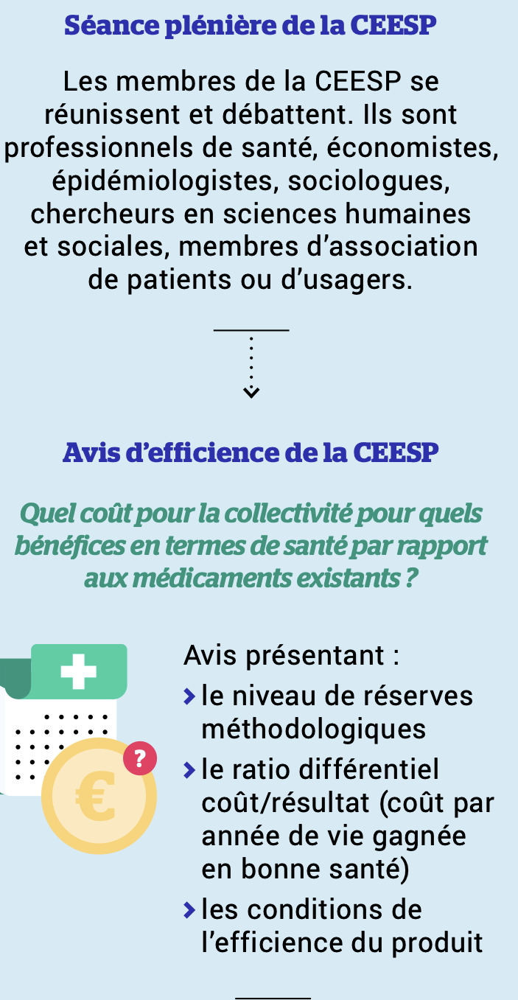 Séance plénière de la CEESP
Les membres de la CEESP se
réunissent et débattent. Ils sont
professionnels de santé, économistes,
épidémiologistes, sociologues,
chercheurs en sciences humaines
et sociales, membres d’association
de patients ou d’usagers.
Avis d’efficience de la CEESP
Quel coût pour la collectivité pour quels
bénéfices en termes de santé par rapport
aux médicaments existants ?
€
?
Avis présentant :
le niveau de réserves
méthodologiques
le ratio différentiel
coût/résultat (coût par
année de vie gagnée
en bonne santé)
les conditions de
l’efficience du produit